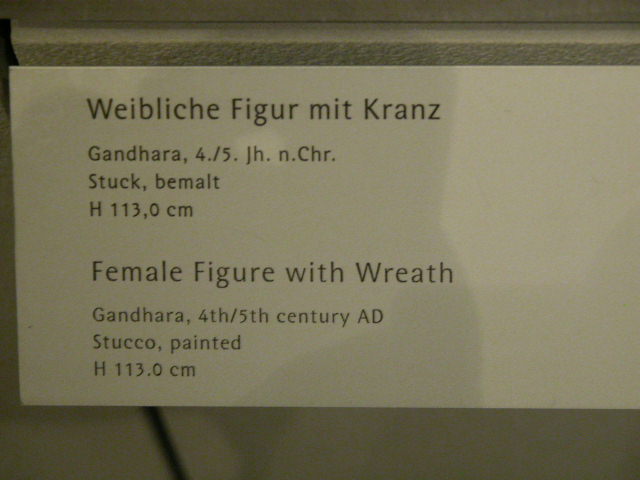 Weibliche Figur mit Kranz
Gandhara, 4./5. Jh. n.Chr.
Stuck, bemalt
H 113,0 cm
Female Figure with Wreath
Gandhara, 4th/5th century AD
Stucco, painted
H 113.0 cm